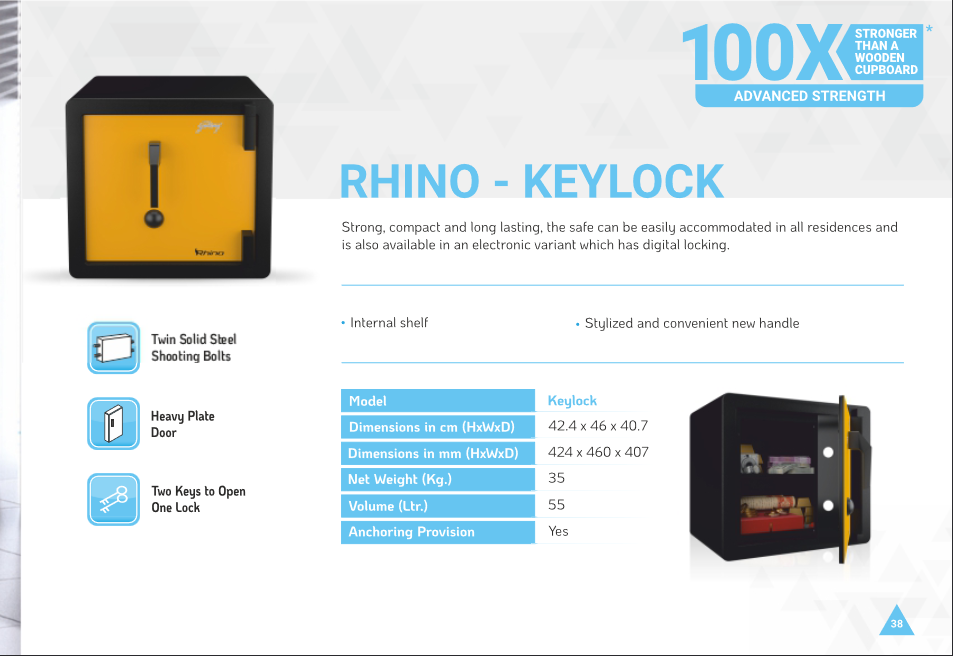 100X
STRONGER
THAN A
WOODEN
CUPBOARD
*
ADVANCED STRENGTH
Godrej
Rhino
RHINO - KEYLOCK
Strong, compact and long lasting, the safe can be easily accommodated in all residences and
is also available in an electronic variant which has digital locking.
• Internal shelf
• Stylized and convenient new handle
Twin Solid Steel
Shooting Bolts
Heavy Plate
Door
Two Keys to Open
One Lock
Model Keylock
Dimensions in cm (HxWxD) 42.4 x 46 x 40.7
Dimensions in mm (HxWxD) 424 x 460 x 407
Net Weight (Kg.) 35
Volume (Ltr.) 55
Anchoring Provision Yes
38